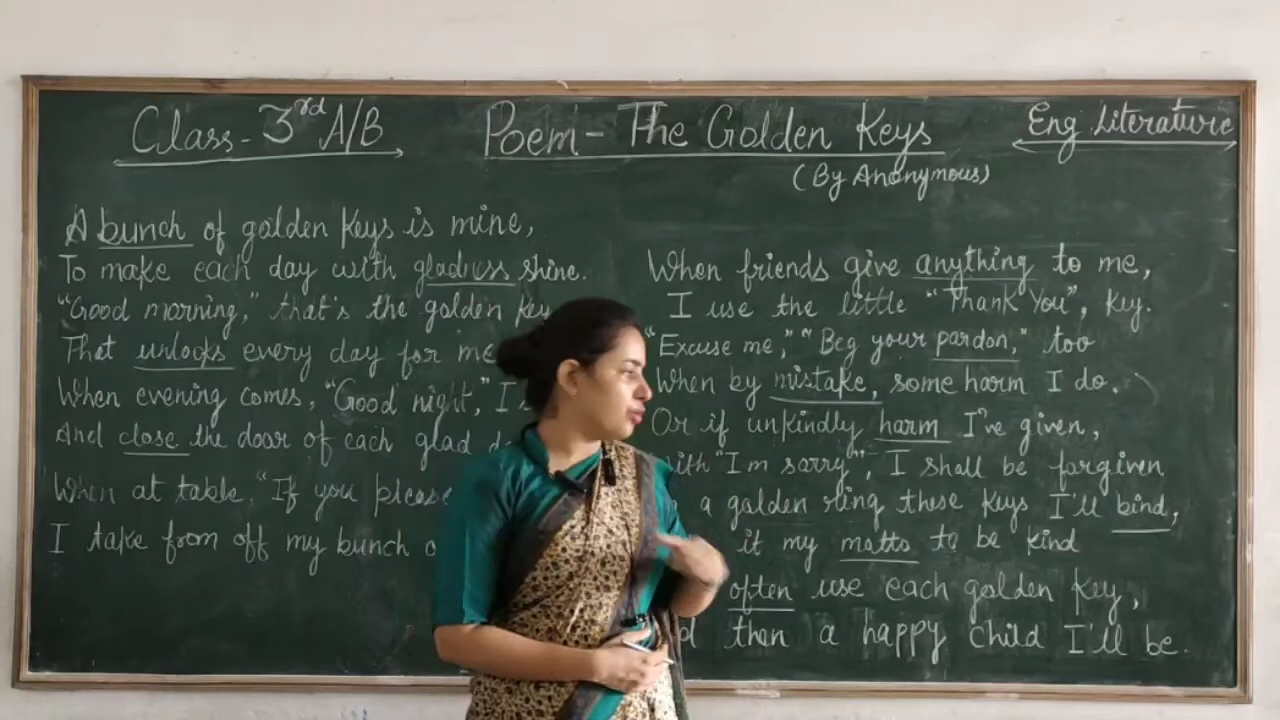 Class- 3rd A/B
Poem- The Golden Keys
Eng Literature
(By Anonymous)
A bunch of golden keys is mine,
To make each day with gladness shine.
"Good morning," that's the golden key
That unlocks every day for me
When evening comes, "Good night," I
And close the door of each glad
When at table, "If you please
I take from off my bunch
When friends give anything to me,
I use the little "Thank You", key.
"Excuse me," "Beg your pardon," too
When by mistake, some harm I do.
Or if unkindly harm I've given,
"I'm sorry", I shall be forgiven
a golden ring these keys I'll bind,
it my motto to be kind
often use each golden key,
then a happy child I'll be.